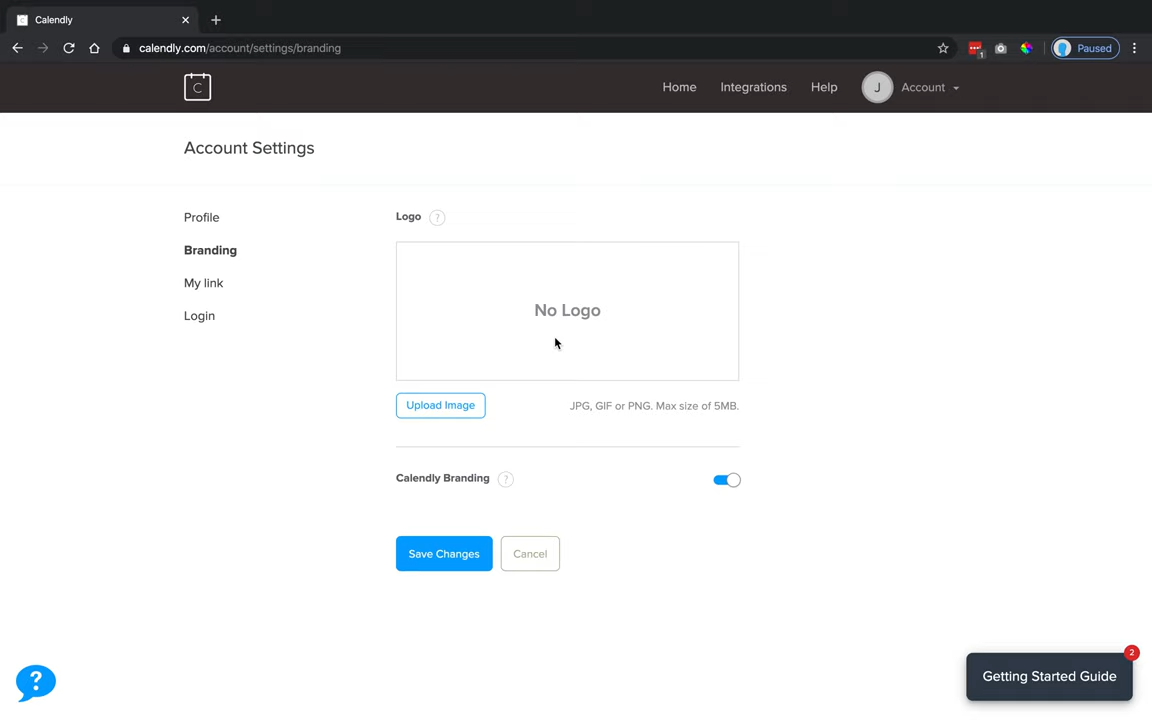 Calendly
calendly.com/account/settings/branding
1
Paused
C
Home
Integrations
Help
J
Account
Account Settings
Profile
Branding
My link
Login
Logo ?
No Logo
Upload Image
JPG, GIF or PNG. Max size of 5MB.
Calendly Branding ?
Save Changes
Cancel
?
2
Getting Started Guide